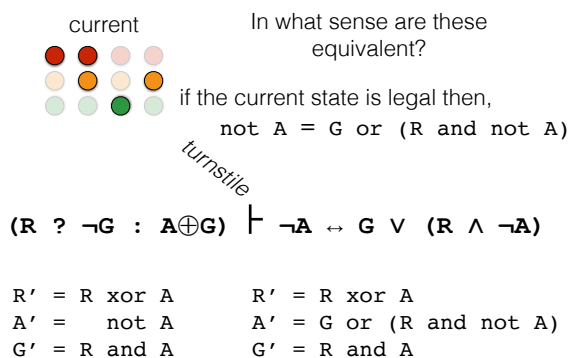 current
In what sense are these
equivalent?
if the current state is legal then,
not A = G or (R and not A)
turnstile
(R ? ¬G : A⊕G) ⊢ ¬A ↔ G ∨ (R ∧ ¬A)
R’ = R xor A
A’ = not A
G’ = R and A
R’ = R xor A
A’ = G or (R and not A)
G’ = R and A